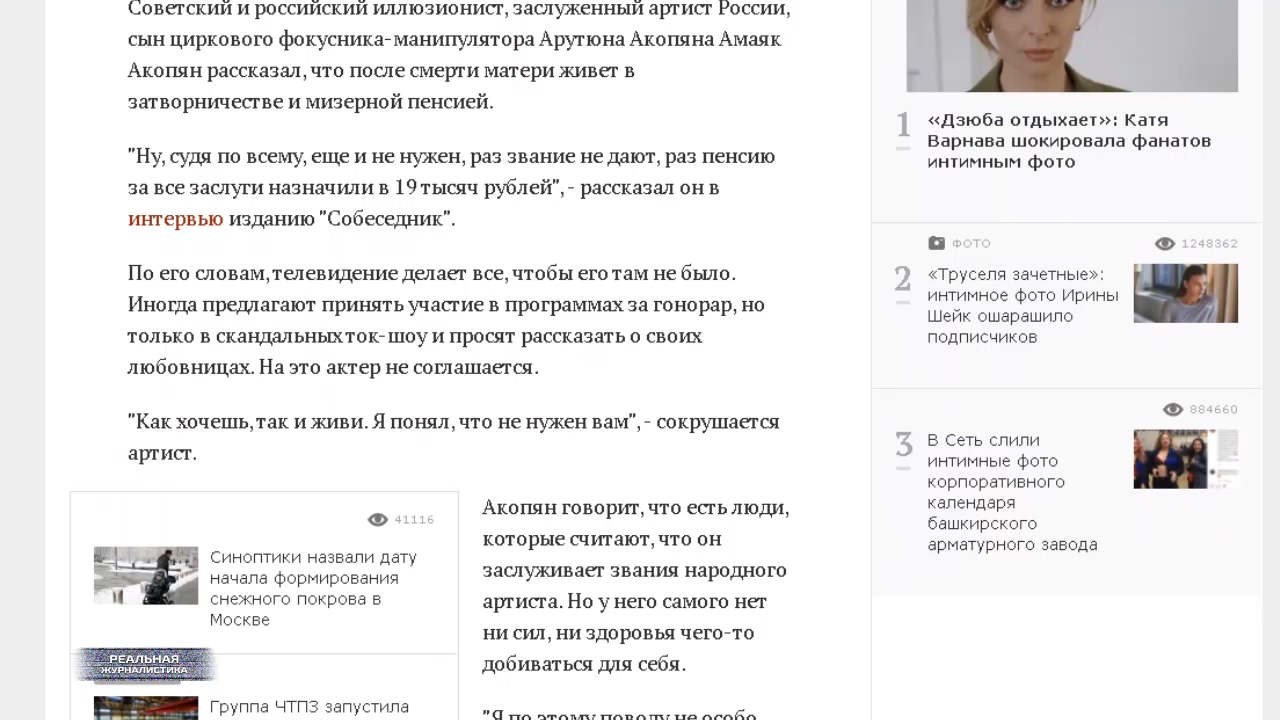 Советский и российский иллюзионист, заслуженный артист России,
сын циркового фокусника-манипулятора Арутюна Акопяна Амаяк
Акопян рассказал, что после смерти матери живет в
затворничестве и мизерной пенсией.
"Ну, судя по всему, еще и не нужен, раз звание не дают, раз пенсию
за все заслуги назначили в 19 тысяч рублей", - рассказал он в
интервью изданию "Собеседник".
По его словам, телевидение делает все, чтобы его там не было.
Иногда предлагают принять участие в программах за гонорар, но
только в скандальных ток-шоу и просят рассказать о своих
любовницах. На это актер не соглашается.
"Как хочешь, так и живи. Я понял, что не нужен вам", - сокрушается
артист.
41116
Синоптики назвали дату
начала формирования
снежного покрова в
Москве
РЕАЛЬНАЯ
ЖУРНАЛИСТИКА
Группа ЧТПЗ запустила
Акопян говорит, что есть люди,
которые считают, что он
заслуживает звания народного
артиста. Но у него самого нет
ни сил, ни здоровья чего-то
добиваться для себя.
"Я по этому поводу не особо
1
«Дзюба отдыхает»: Катя
Варнава шокировала фанатов
интимным фото
ФОТО 1248362
2
«Труселя зачетные»:
интимное фото Ирины
Шейк ошарашило
подписчиков
884660
3
В Сеть слили
интимные фото
корпоративного
календаря
башкирского
арматурного завода